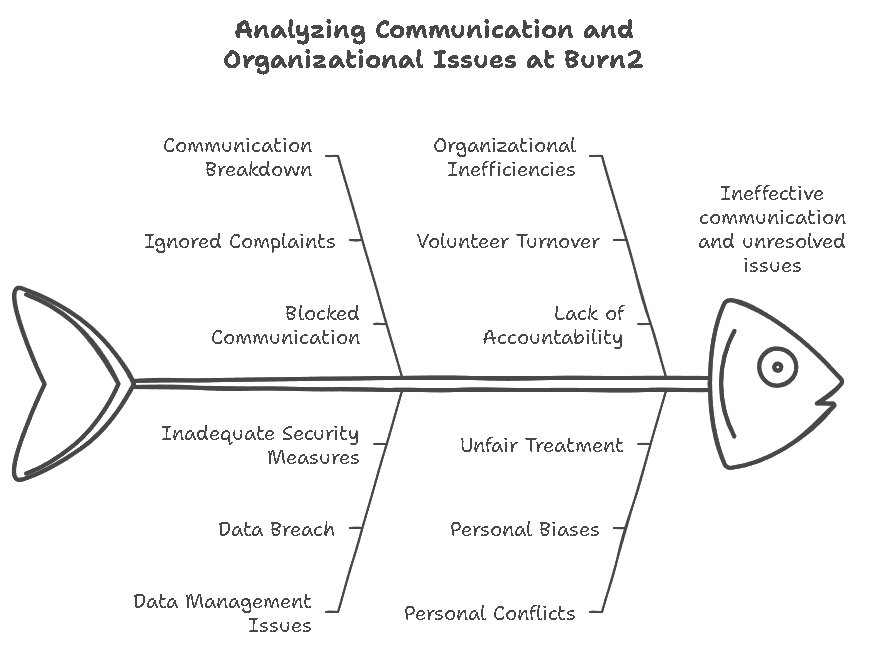 Analyzing Communication and
Organizational Issues at Burn2
Communication
Breakdown
Ignored Complaints
Blocked
Communication
Organizational
Inefficiencies
Volunteer Turnover
Lack of
Accountability
Ineffective
communication
and unresolved
issues
Inadequate Security
Measures
Data Breach
Data Management
Issues
Unfair Treatment
Personal Biases
Personal Conflicts